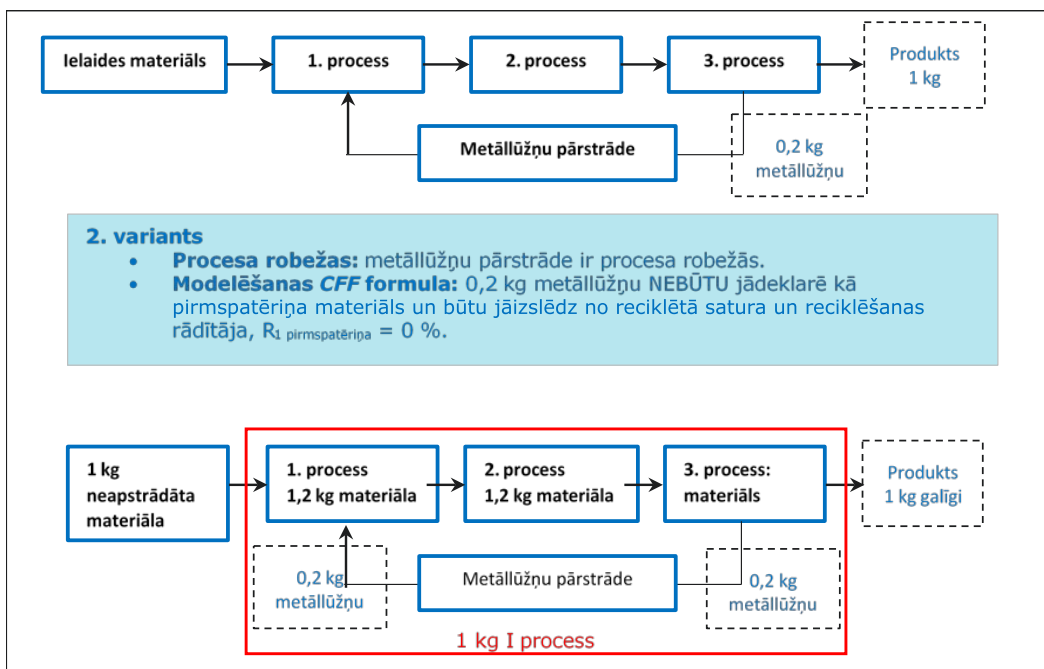 Ielaides materiāls
1. process
2. process
3. process
Produkts
1 kg
Metāllūžņu pārstrāde
0,2 kg
metāllūžņu
2. variants
• Procesa robežas: metāllūžņu pārstrāde ir procesa robežās.
• Modelēšanas CFF formula: 0,2 kg metāllūžņu NEBŪTU jādeklarē kā
pirmspatēriņa materiāls un būtu jāizslēdz no reciklētā satura un reciklēšanas
rādītāja, R1 pirmspatēriņa = 0 %.
1 kg
neapstrādāta
materiāla
1. process
1,2 kg materiāla
2. process
1,2 kg materiāla
3. process:
materiāls
Produkts
1 kg galīgi
0,2 kg
metāllūžņu
Metāllūžņu pārstrāde
0,2 kg
metāllūžņu
1 kg I process